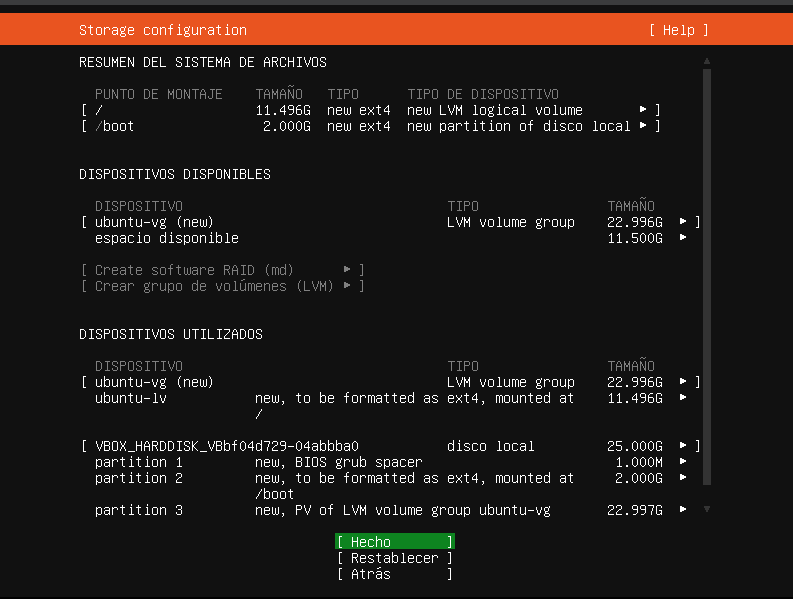 Storage configuration [ Help ]
RESUMEN DEL SISTEMA DE ARCHIVOS
PUNTO DE MONTAJE TAMAÑO TIPO TIPO DE DISPOSITIVO
[ / 11.496G new ext4 new LVM logical volume ▸ ]
[ /boot 2.000G new ext4 new partition of disco local ▸ ]
DISPOSITIVOS DISPONIBLES
DISPOSITIVO TIPO TAMAÑO
[ ubuntu-vg (new) LVM volume group 22.996G ▸ ]
espacio disponible 11.500G ▸
[ Create software RAID (md) ▸ ]
[ Crear grupo de volúmenes (LVM) ▸ ]
DISPOSITIVOS UTILIZADOS
DISPOSITIVO TIPO TAMAÑO
[ ubuntu-vg (new) LVM volume group 22.996G ▸ ]
ubuntu-lv new, to be formatted as ext4, mounted at 11.496G ▸
/
[ VBOX_HARDDISK_VBbf04d729-04abbba0 disco local 25.000G ▸ ]
partition 1 new, BIOS grub spacer 1.000M ▸
partition 2 new, to be formatted as ext4, mounted at 2.000G ▸
/boot
partition 3 new, PV of LVM volume group ubuntu-vg 22.997G ▸
[ Hecho ]
[ Restablecer ]
[ Atrás ]